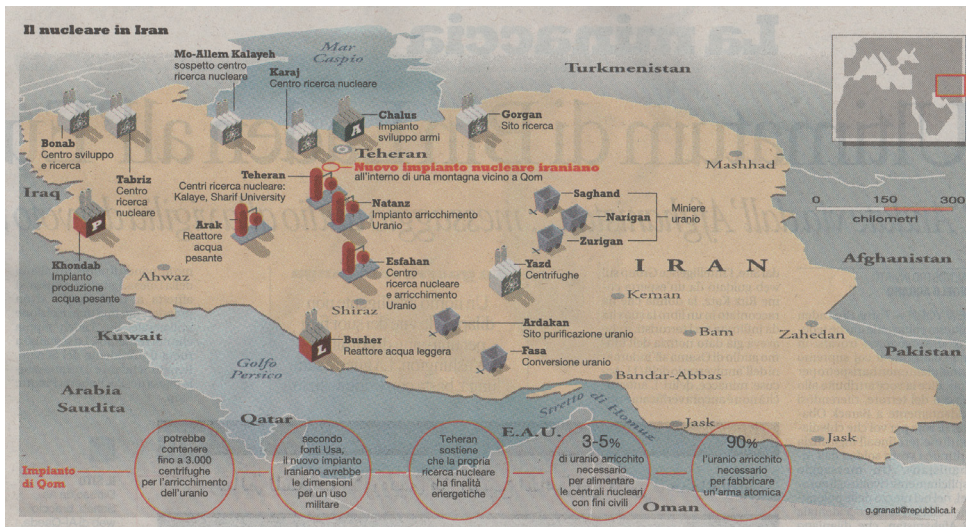 Il nucleare in Iran
Mar
Caspio
Turkmenistan
Mo-Allem Kalayeh
sospetto centro
ricerca nucleare
Karaj
Centro ricerca nucleare
Chalus
Impianto
sviluppo armi
A
Gorgan
Sito ricerca
Bonab
Centro sviluppo
e ricerca
Tabriz
Centro
ricerca
nucleare
Teheran
Nuovo impianto nucleare iraniano
all'interno di una montagna vicino a Qom
Teheran
Centri ricerca nucleare:
Kalaye, Sharif University
Mashhad
Iraq
P
Arak
Reattore
acqua
pesante
Natanz
Impianto arricchimento
Uranio
Saghand
Narigan
Zurigan
Miniere
uranio
0 150 300
chilometri
Khondab
Impianto
produzione
acqua pesante
Ahwaz
Esfahan
Centro
ricerca nucleare
e arricchimento
Uranio
Yazd
Centrifughe
IRAN
Afghanistan
Keman
Shiraz
Kuwait
Ardakan
Sito purificazione uranio
Bam
Zahedan
L
Busher
Reattore acqua leggera
Fasa
Conversione uranio
Pakistan
Golfo
Persico
Bandar-Abbas
Arabia
Saudita
Qatar
Stretto di Homuz
E.A.U.
Jask
Jask
Oman
Impianto
di Qom
potrebbe
contenere
fino a 3.000
centrifughe
per l'arricchimento
dell'uranio
secondo
fonti Usa,
il nuovo impianto
iraniano avrebbe
le dimensioni
per un uso
militare
Teheran
sostiene
che la propria
ricerca nucleare
ha finalità
energetiche
3-5%
di uranio arricchito
necessario
per alimentare
le centrali nucleari
con fini civili
90%
l'uranio arricchito
necessario
per fabbricare
un'arma atomica
g.granati@repubblica.it